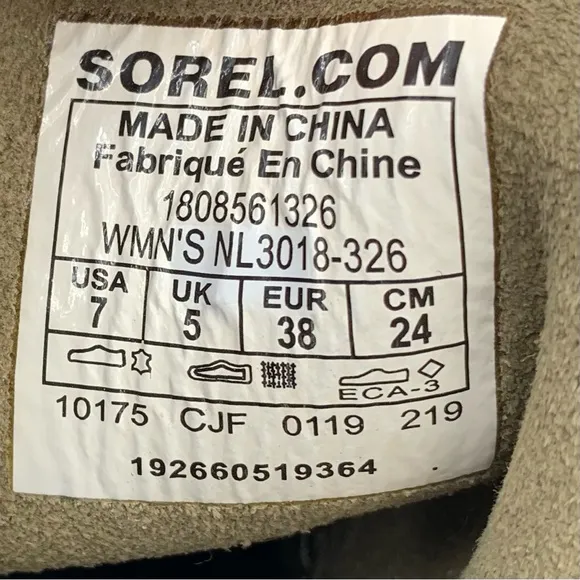 SOREL.COM
MADE IN CHINA
Fabriqué En Chine
1808561326
WMN'S NL3018-326
USA UK EUR CM
7 5 38 24
ECA-3
10175 CJF 0119 219
192660519364 .